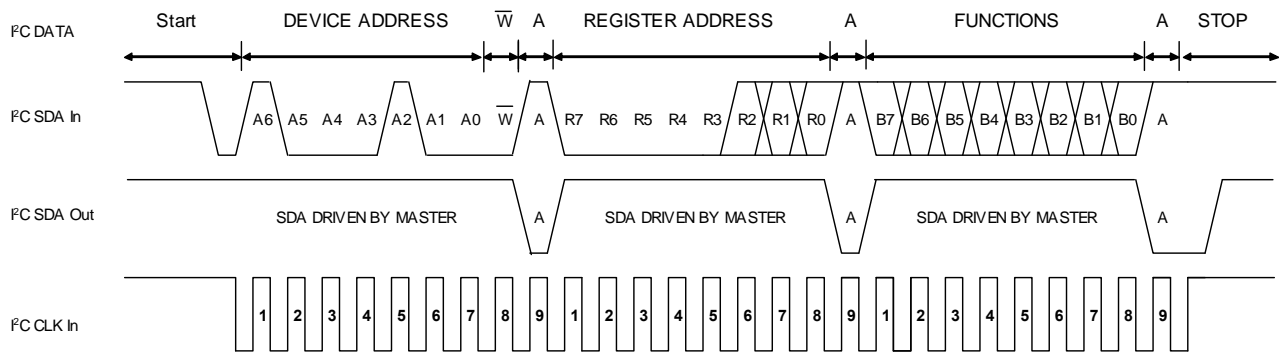 I²C DATA Start DEVICE ADDRESS W̅ A REGISTER ADDRESS A FUNCTIONS A STOP
I²C SDA In A6 A5 A4 A3 A2 A1 A0 W̅ A R7 R6 R5 R4 R3 R2 R1 R0 A B7 B6 B5 B4 B3 B2 B1 B0 A
I²C SDA Out SDA DRIVEN BY MASTER A SDA DRIVEN BY MASTER A SDA DRIVEN BY MASTER A
I²C CLK In 1 2 3 4 5 6 7 8 9 1 2 3 4 5 6 7 8 9 1 2 3 4 5 6 7 8 9